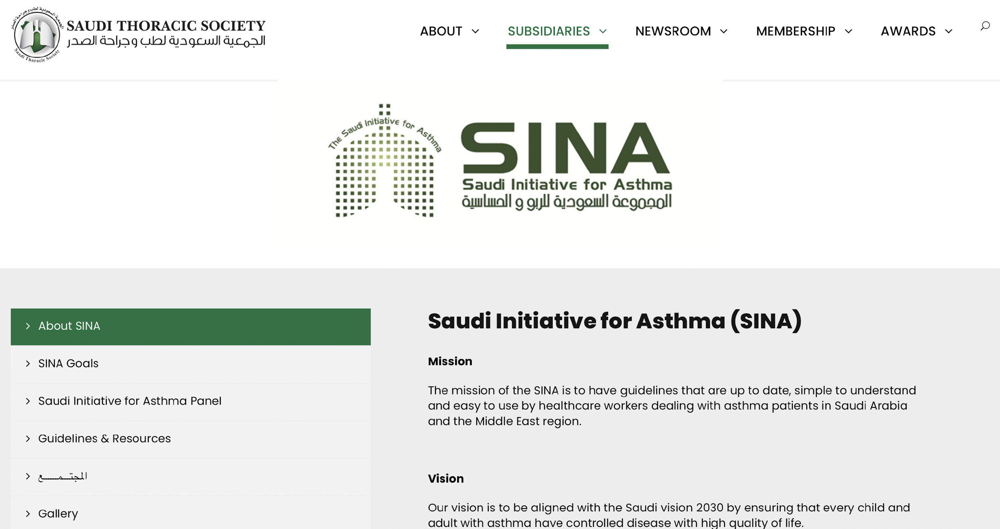 الجمعية السعودية لطب وجراحة الصدر
Saudi Thoracic Society
SAUDI THORACIC SOCIETY
الجمعية السعودية لطب وجراحة الصدر
ABOUT
SUBSIDIARIES
NEWSROOM
MEMBERSHIP
AWARDS
The Saudi Initiative for Asthma
SINA
Saudi Initiative for Asthma
المجموعة السعودية للربو و الحساسية
About SINA
SINA Goals
Saudi Initiative for Asthma Panel
Guidelines & Resources
المجتـــمـــــــع
Gallery
Saudi Initiative for Asthma (SINA)
Mission
The mission of the SINA is to have guidelines that are up to date, simple to understand
and easy to use by healthcare workers dealing with asthma patients in Saudi Arabia
and the Middle East region.
Vision
Our vision is to be aligned with the Saudi vision 2030 by ensuring that every child and
adult with asthma have controlled disease with high quality of life.